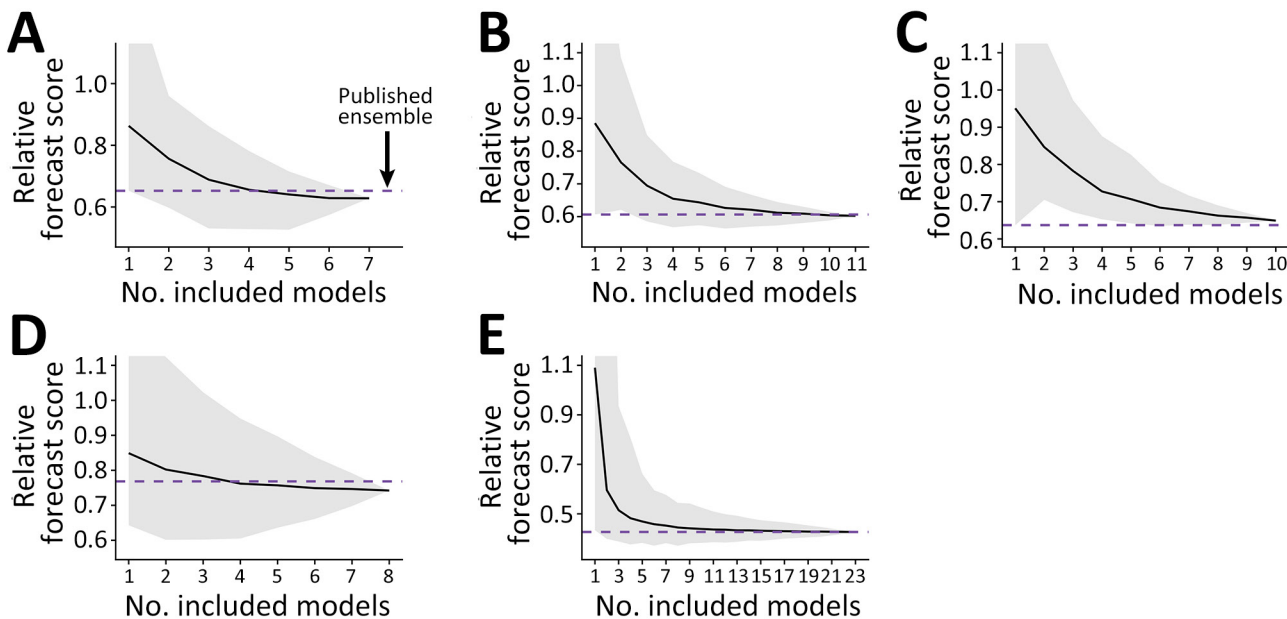 A
Relative
forecast score
1.0
0.8
0.6
Published
ensemble
1 2 3 4 5 6 7
No. included models
B
Relative
forecast score
1.1
1.0
0.9
0.8
0.7
0.6
1 2 3 4 5 6 7 8 9 10 11
No. included models
C
Relative
forecast score
1.1
1.0
0.9
0.8
0.7
0.6
1 2 3 4 5 6 7 8 9 10
No. included models
D
Relative
forecast score
1.1
1.0
0.9
0.8
0.7
0.6
1 2 3 4 5 6 7 8
No. included models
E
Relative
forecast score
1.1
0.9
0.7
0.5
1 3 5 7 9 11 13 15 17 19 21 23
No. included models